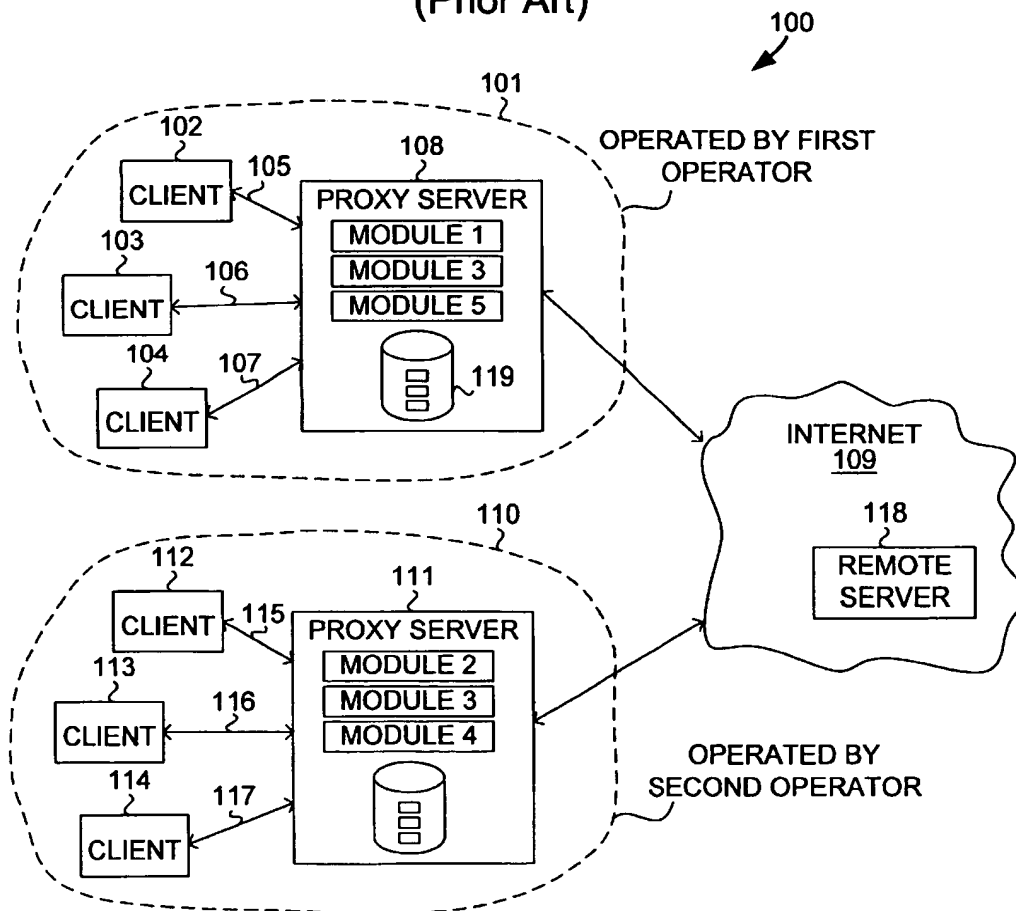 (Prior Art)
100
101
102
105
108
OPERATED BY FIRST
OPERATOR
CLIENT
PROXY SERVER
MODULE 1
103
106
MODULE 3
CLIENT
MODULE 5
104
107
119
CLIENT
INTERNET
109
118
REMOTE
SERVER
110
112
115
111
CLIENT
PROXY SERVER
MODULE 2
113
116
MODULE 3
CLIENT
MODULE 4
114
117
OPERATED BY
SECOND OPERATOR
CLIENT